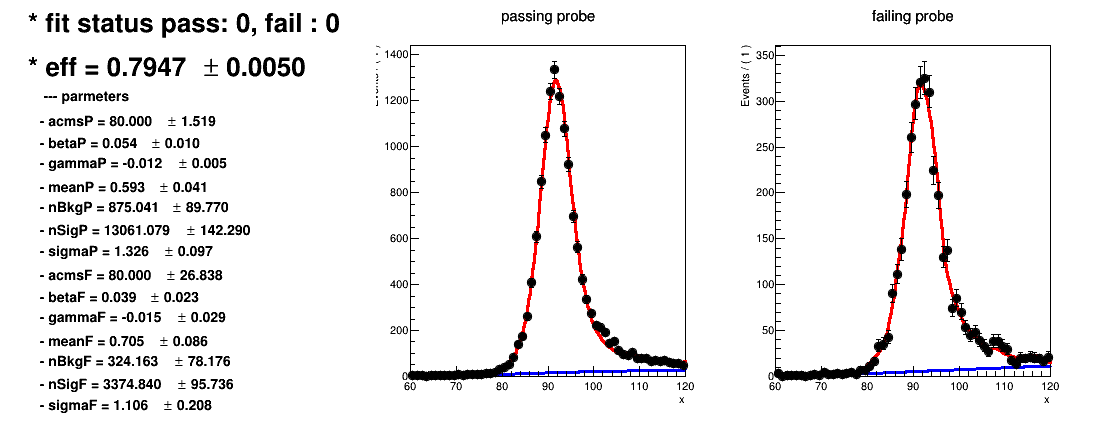 * fit status pass: 0, fail : 0
* eff = 0.7947 ± 0.0050
--- parmeters
- acmsP = 80.000 ± 1.519
- betaP = 0.054 ± 0.010
- gammaP = -0.012 ± 0.005
- meanP = 0.593 ± 0.041
- nBkgP = 875.041 ± 89.770
- nSigP = 13061.079 ± 142.290
- sigmaP = 1.326 ± 0.097
- acmsF = 80.000 ± 26.838
- betaF = 0.039 ± 0.023
- gammaF = -0.015 ± 0.029
- meanF = 0.705 ± 0.086
- nBkgF = 324.163 ± 78.176
- nSigF = 3374.840 ± 95.736
- sigmaF = 1.106 ± 0.208
passing probe
1400
1200
1000
800
600
400
200
0
60 70 80 90 100 110 120
x
failing probe
Events / ( 1 )
350
300
250
200
150
100
50
0
60 70 80 90 100 110 120
x